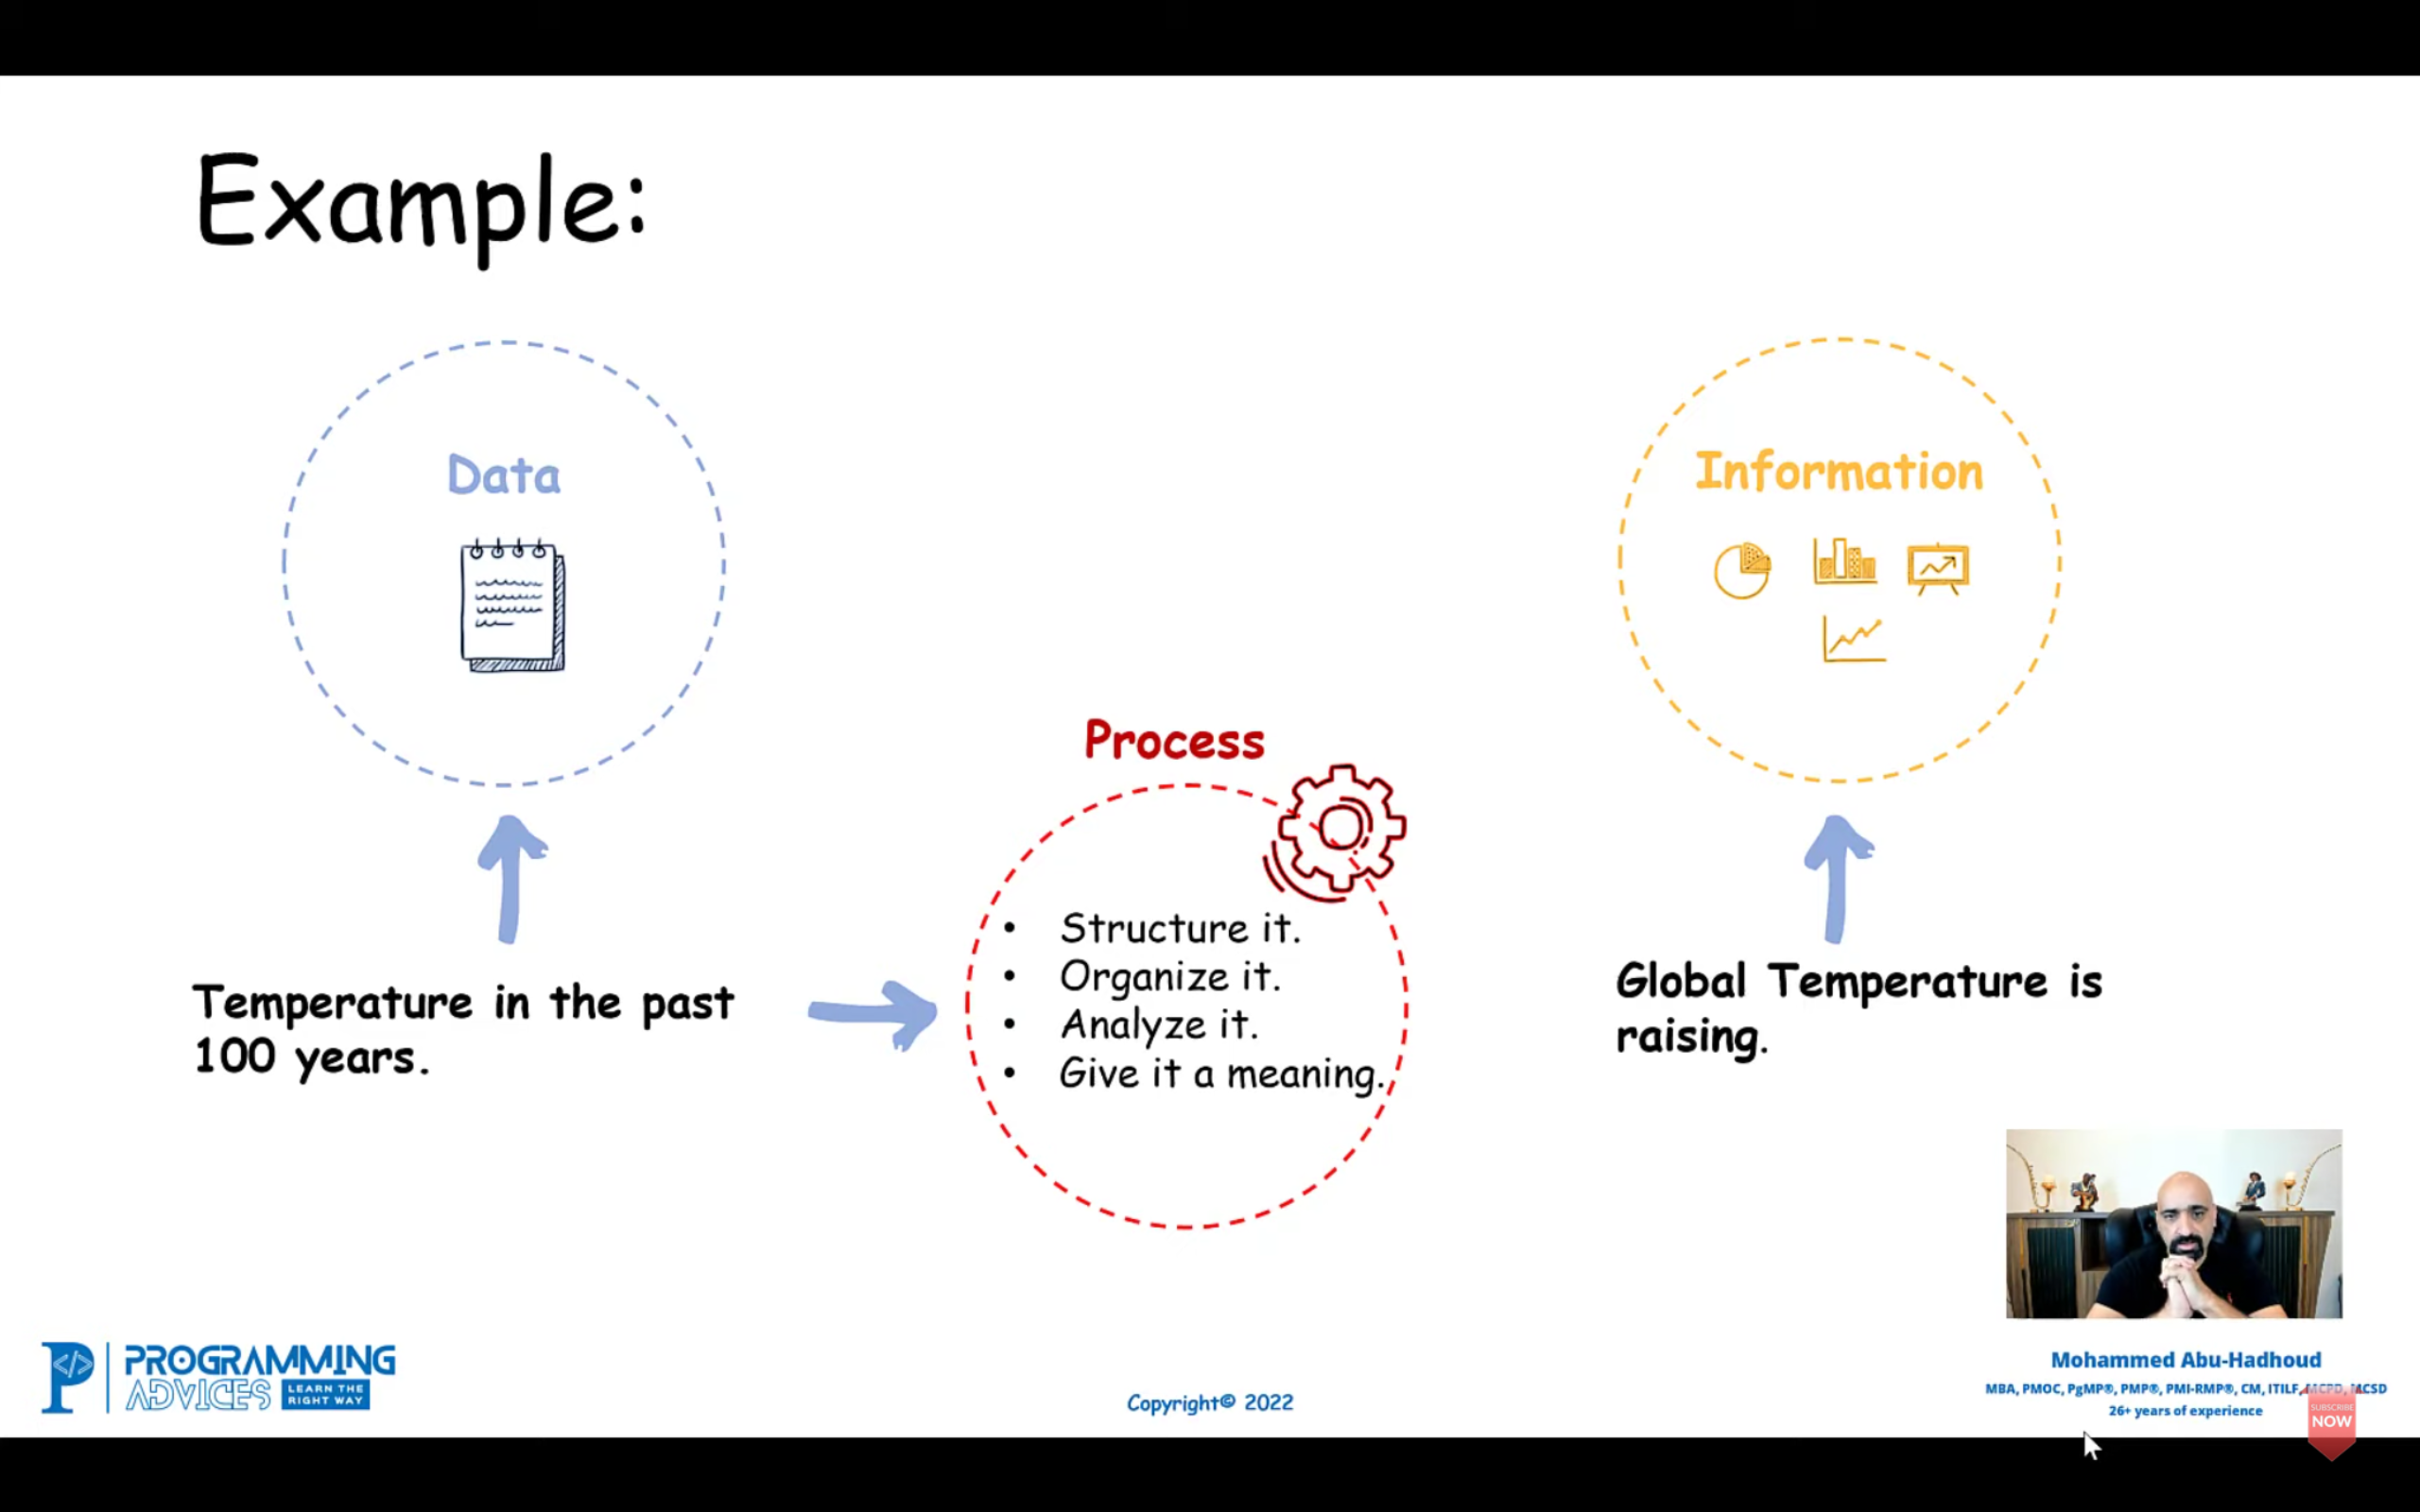 Example:
Data
Information
Process
Structure it.
Organize it.
Analyze it.
Give it a meaning.
Temperature in the past
100 years.
Global Temperature is
raising.
PROGRAMMING
ADVICES
LEARN THE
RIGHT WAY
Copyright© 2022
Mohammed Abu-Hadhoud
MBA, PMOC, PgMP®, PMP®, PMI-RMP®, CM, ITILF, MCPD, MCSD
26+ years of experience
SUBSCRIBE
NOW